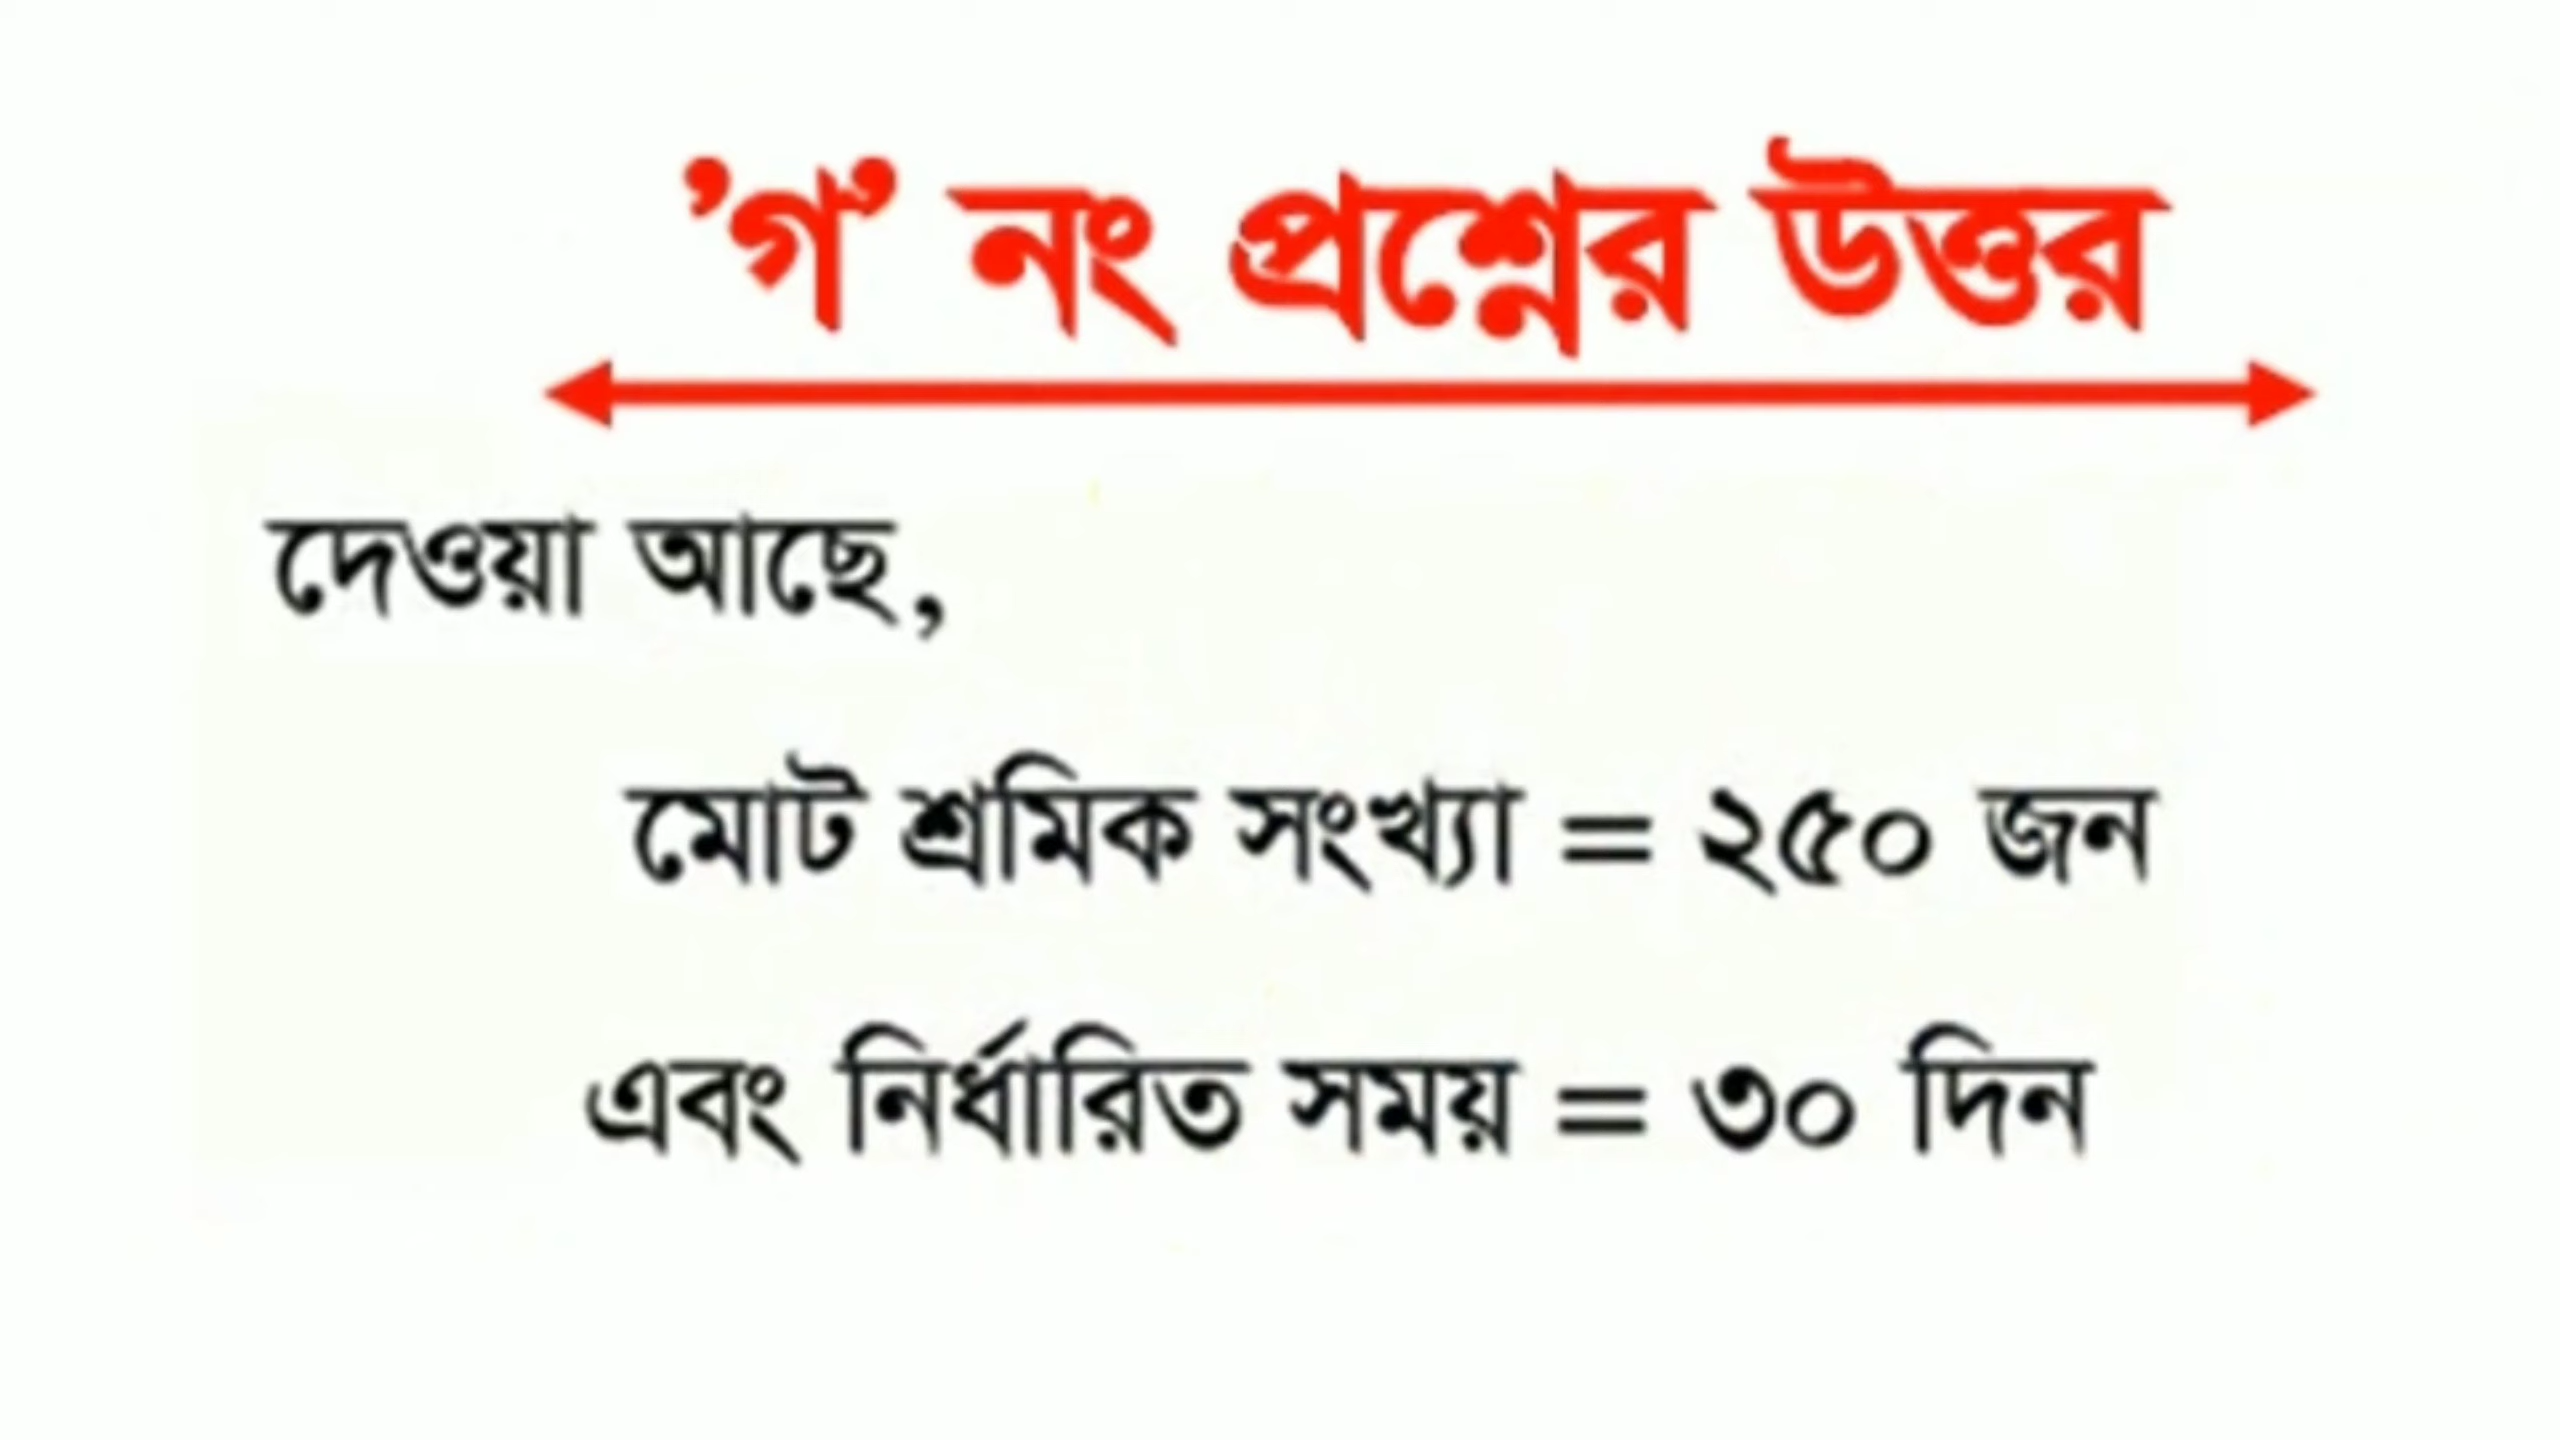 ’গ’ নং প্রশ্নের উত্তর
দেওয়া আছে,
মোট শ্রমিক সংখ্যা = ২৫০ জন
এবং নির্ধারিত সময় = ৩০ দিন